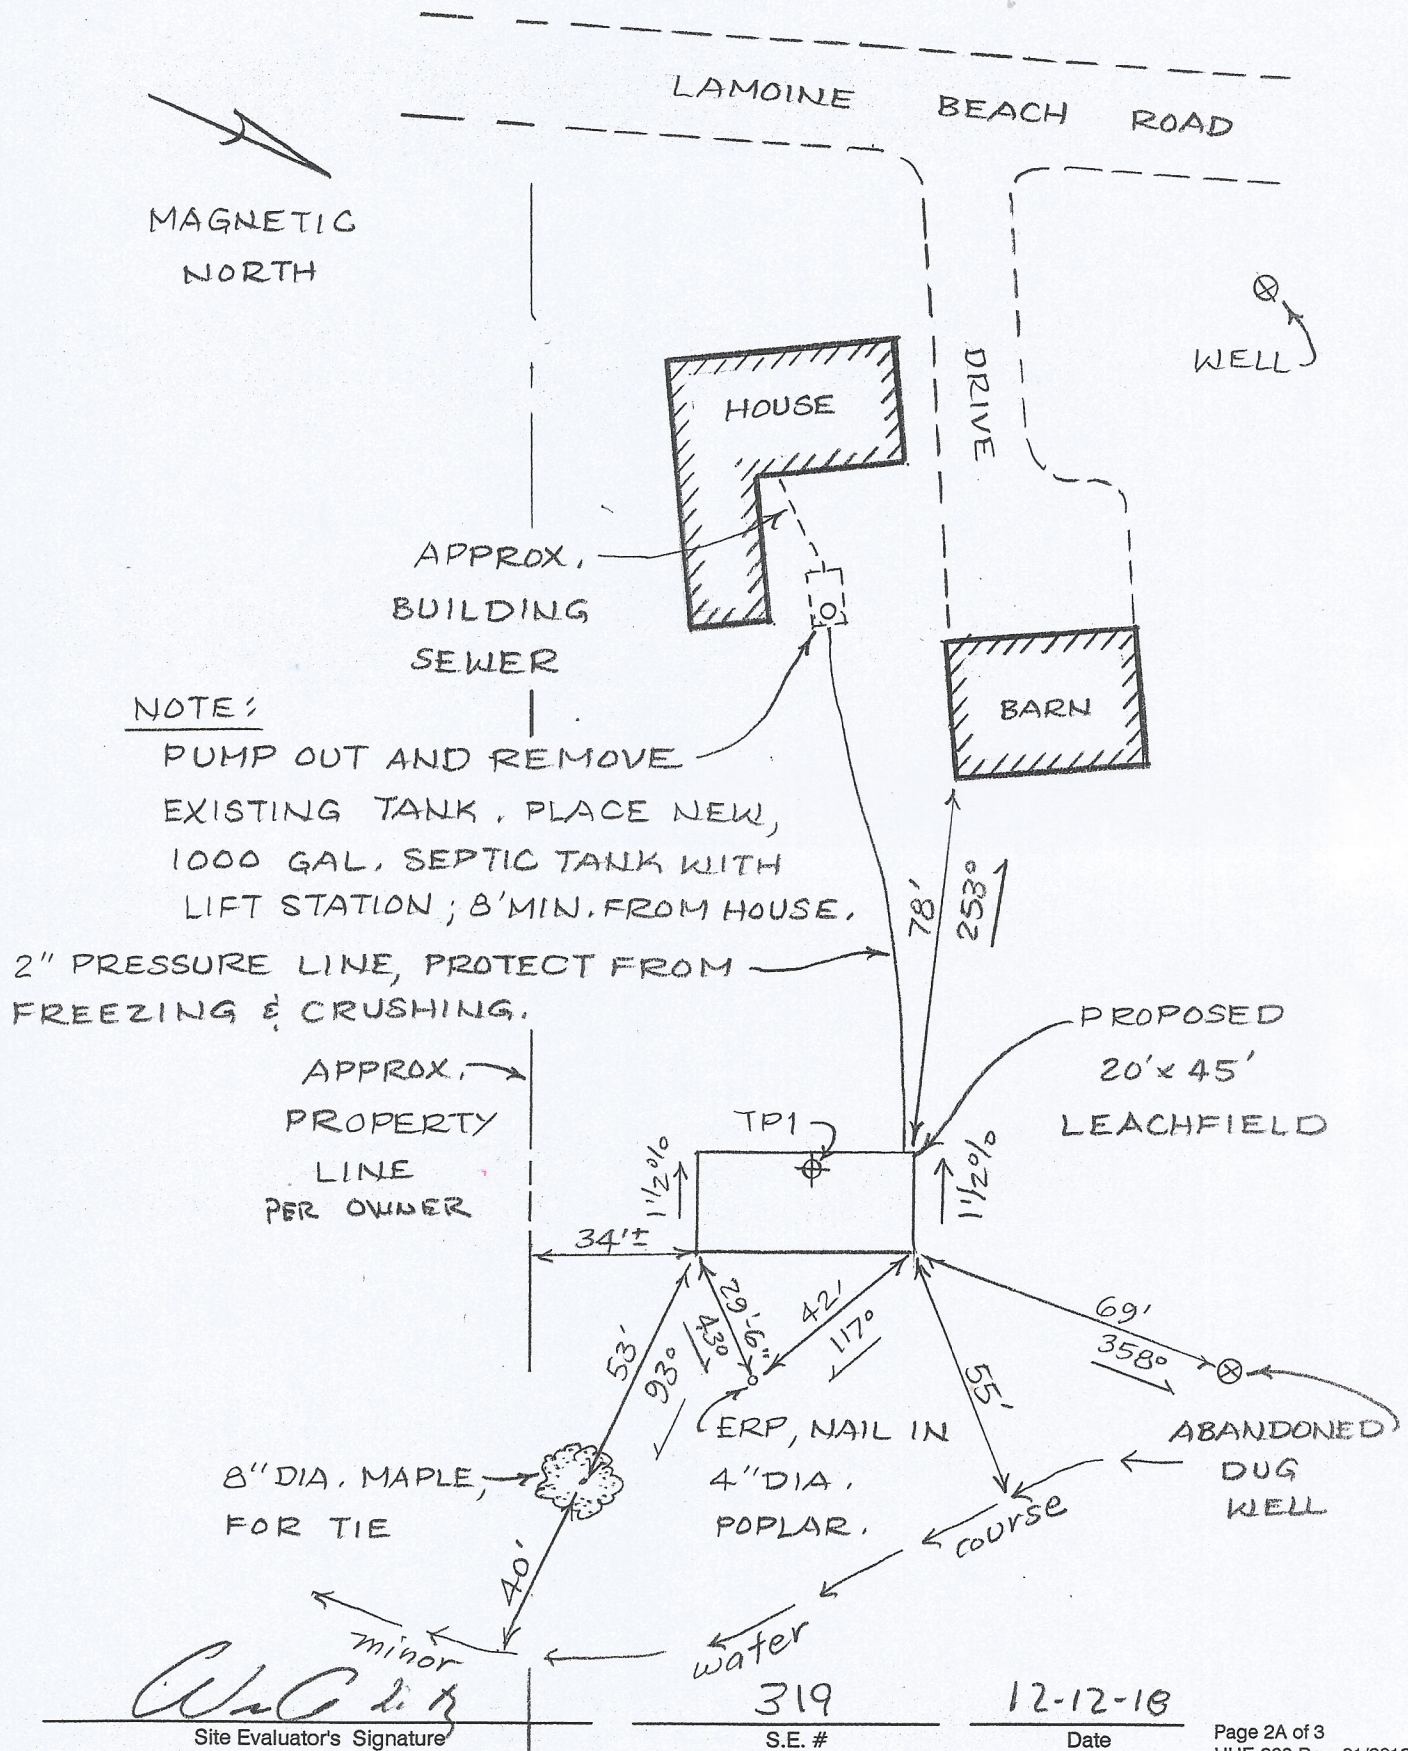 LAMOINE BEACH ROAD
MAGNETIC
NORTH
WELL
DRIVE
HOUSE
APPROX.
BUILDING
SEWER
BARN
NOTE:
PUMP OUT AND REMOVE
EXISTING TANK. PLACE NEW,
1000 GAL. SEPTIC TANK WITH
LIFT STATION; 8' MIN. FROM HOUSE.
78'
253°
2" PRESSURE LINE, PROTECT FROM
FREEZING & CRUSHING.
PROPOSED
20' x 45'
LEACHFIELD
APPROX.
PROPERTY
LINE
PER OWNER
TP1
1 1/2%
1 1/2%
34'±
53'
93°
29'-6"
43°
42'
117°
55'
69'
358°
ERP, NAIL IN
4" DIA.
POPLAR.
ABANDONED
DUG
WELL
8" DIA. MAPLE,
FOR TIE
40'
minor water course
319
12-12-18
Site Evaluator's Signature
S.E. #
Date
Page 2A of 3